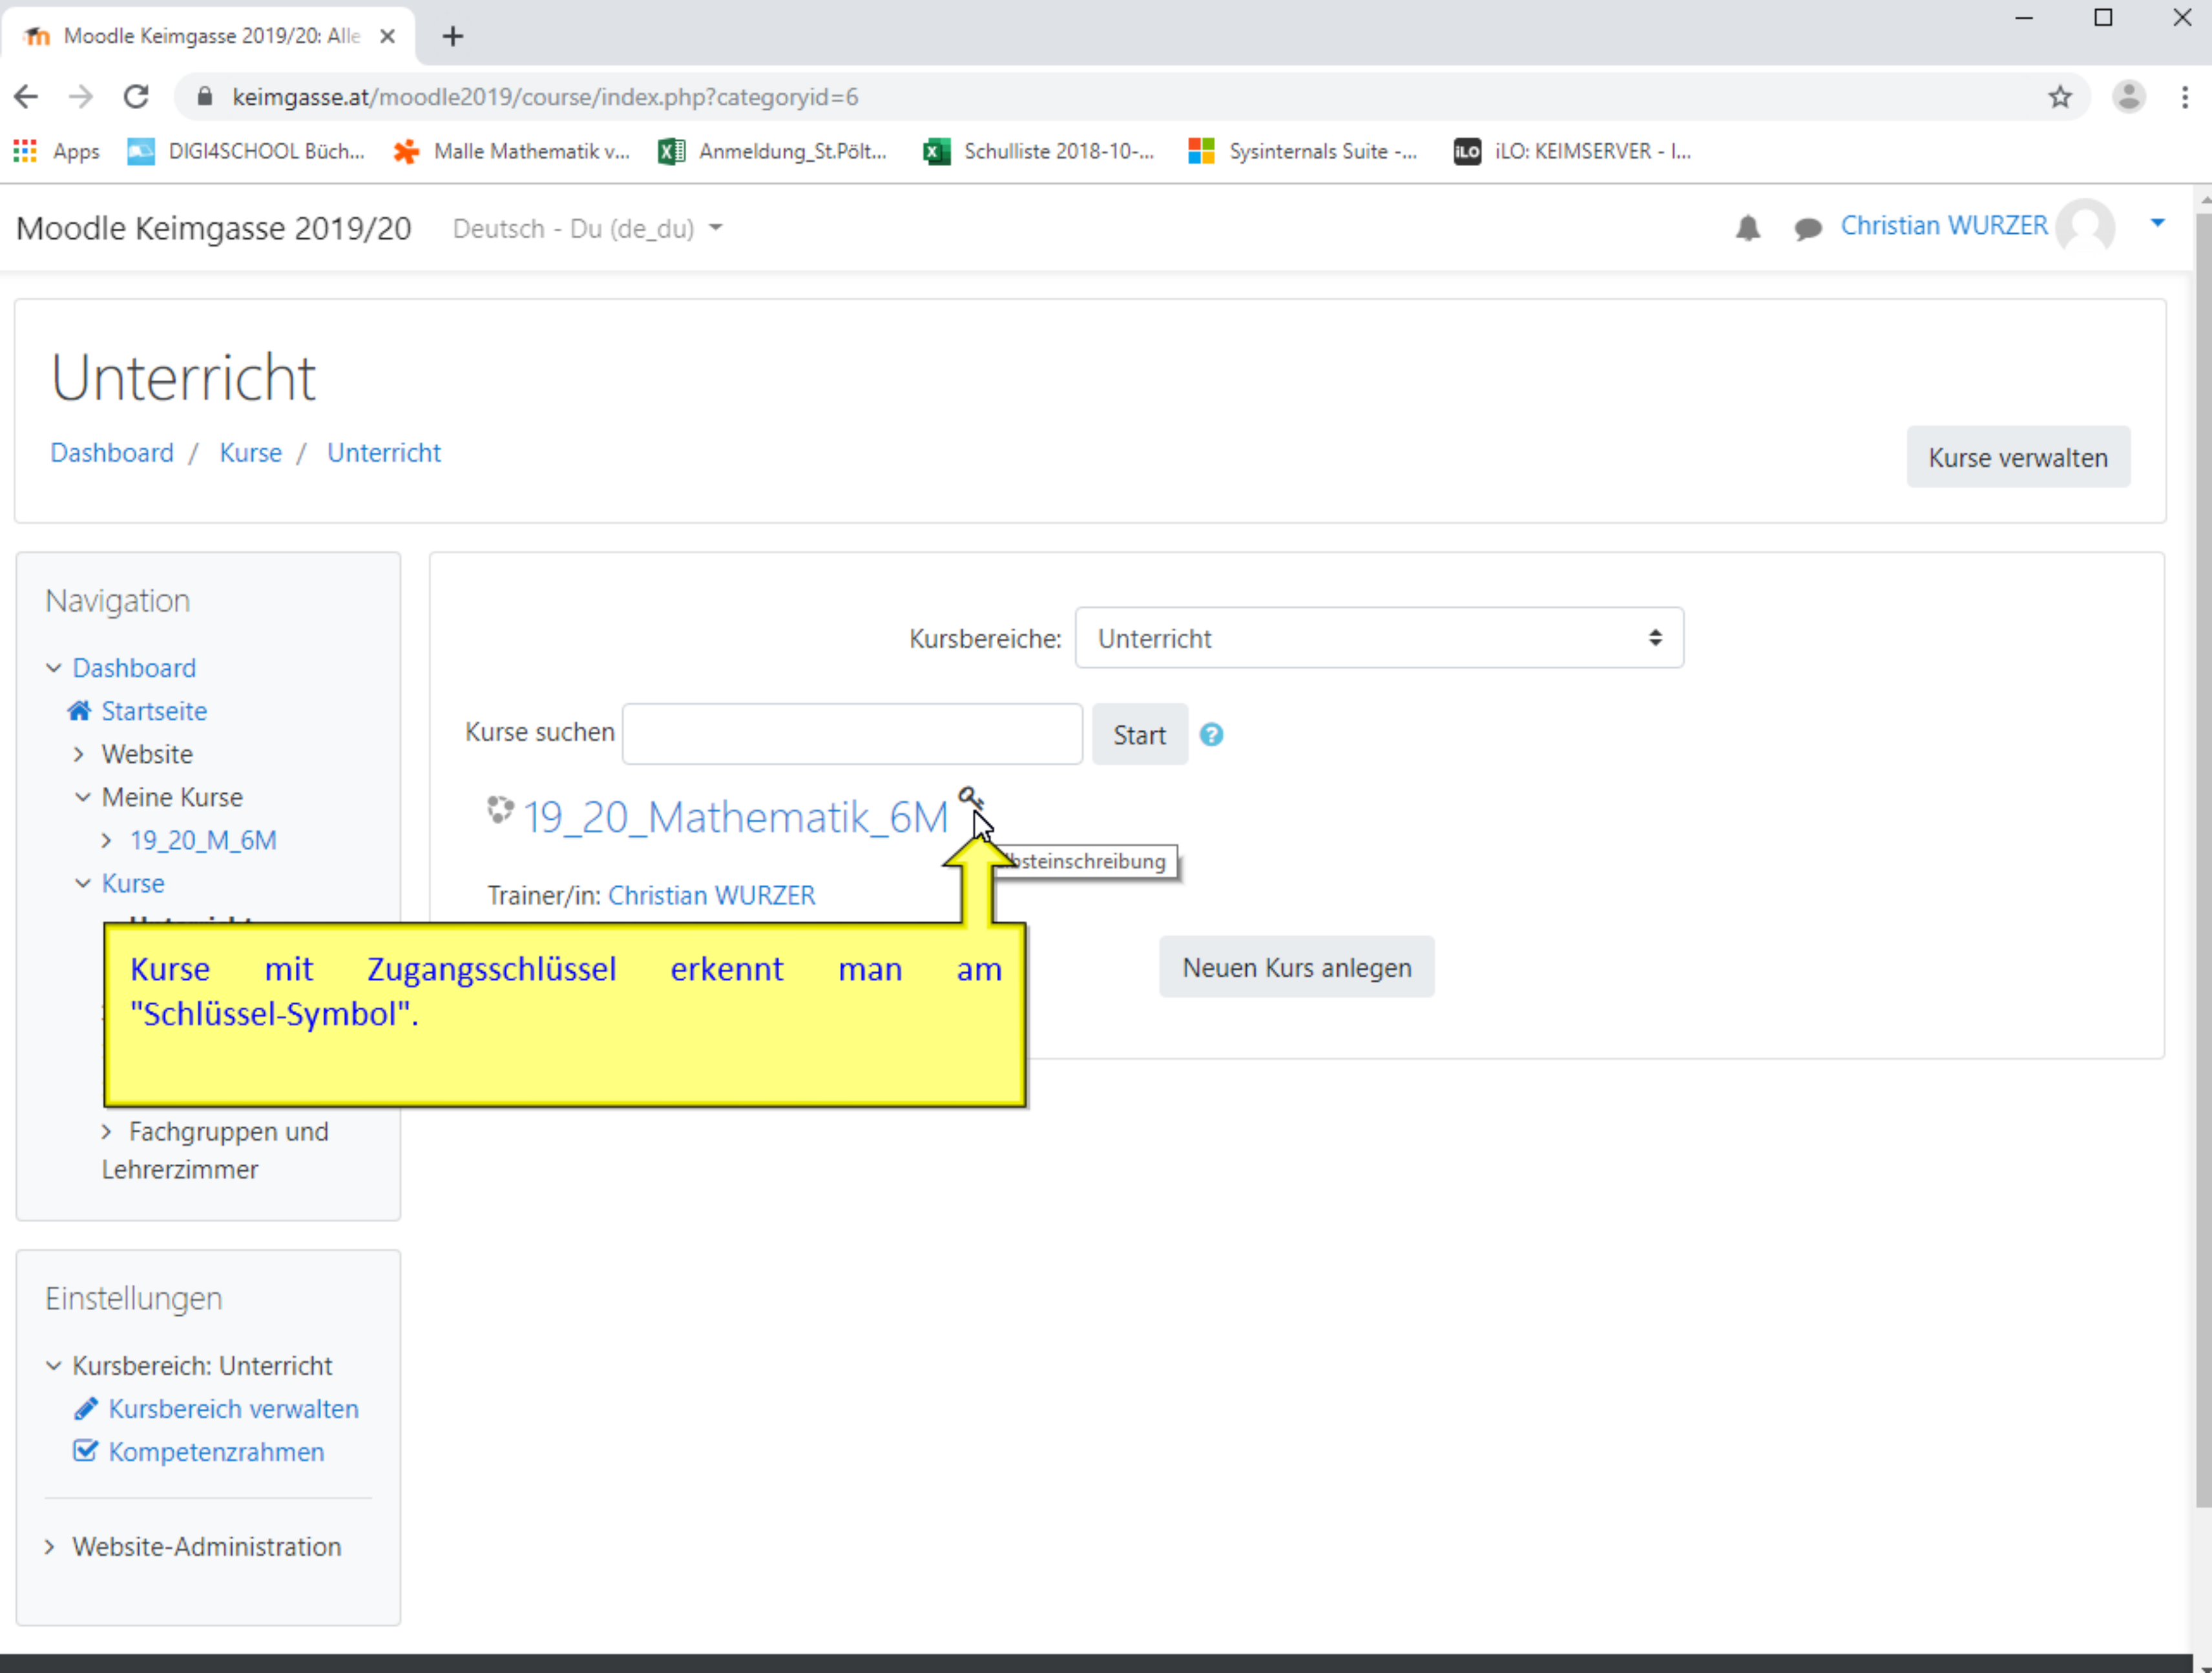 Moodle Keimgasse 2019/20: Alle
keimgasse.at/moodle2019/course/index.php?categoryid=6
Apps DIGI4SCHOOL Büch... Malle Mathematik v... Anmeldung_St.Pölt... Schulliste 2018-10-... Sysinternals Suite -... iLO iLO: KEIMSERVER - I...
Moodle Keimgasse 2019/20 Deutsch - Du (de_du) Christian WURZER
Unterricht
Dashboard / Kurse / Unterricht
Kurse verwalten
Navigation
Dashboard
Startseite
Website
Meine Kurse
19_20_M_6M
Kurse
Kursbereiche: Unterricht
Kurse suchen Start
19_20_Mathematik_6M
bsteinschreibung
Trainer/in: Christian WURZER
Kurse mit Zugangsschlüssel erkennt man am
"Schlüssel-Symbol".
Neuen Kurs anlegen
Fachgruppen und
Lehrerzimmer
Einstellungen
Kursbereich: Unterricht
Kursbereich verwalten
Kompetenzrahmen
Website-Administration